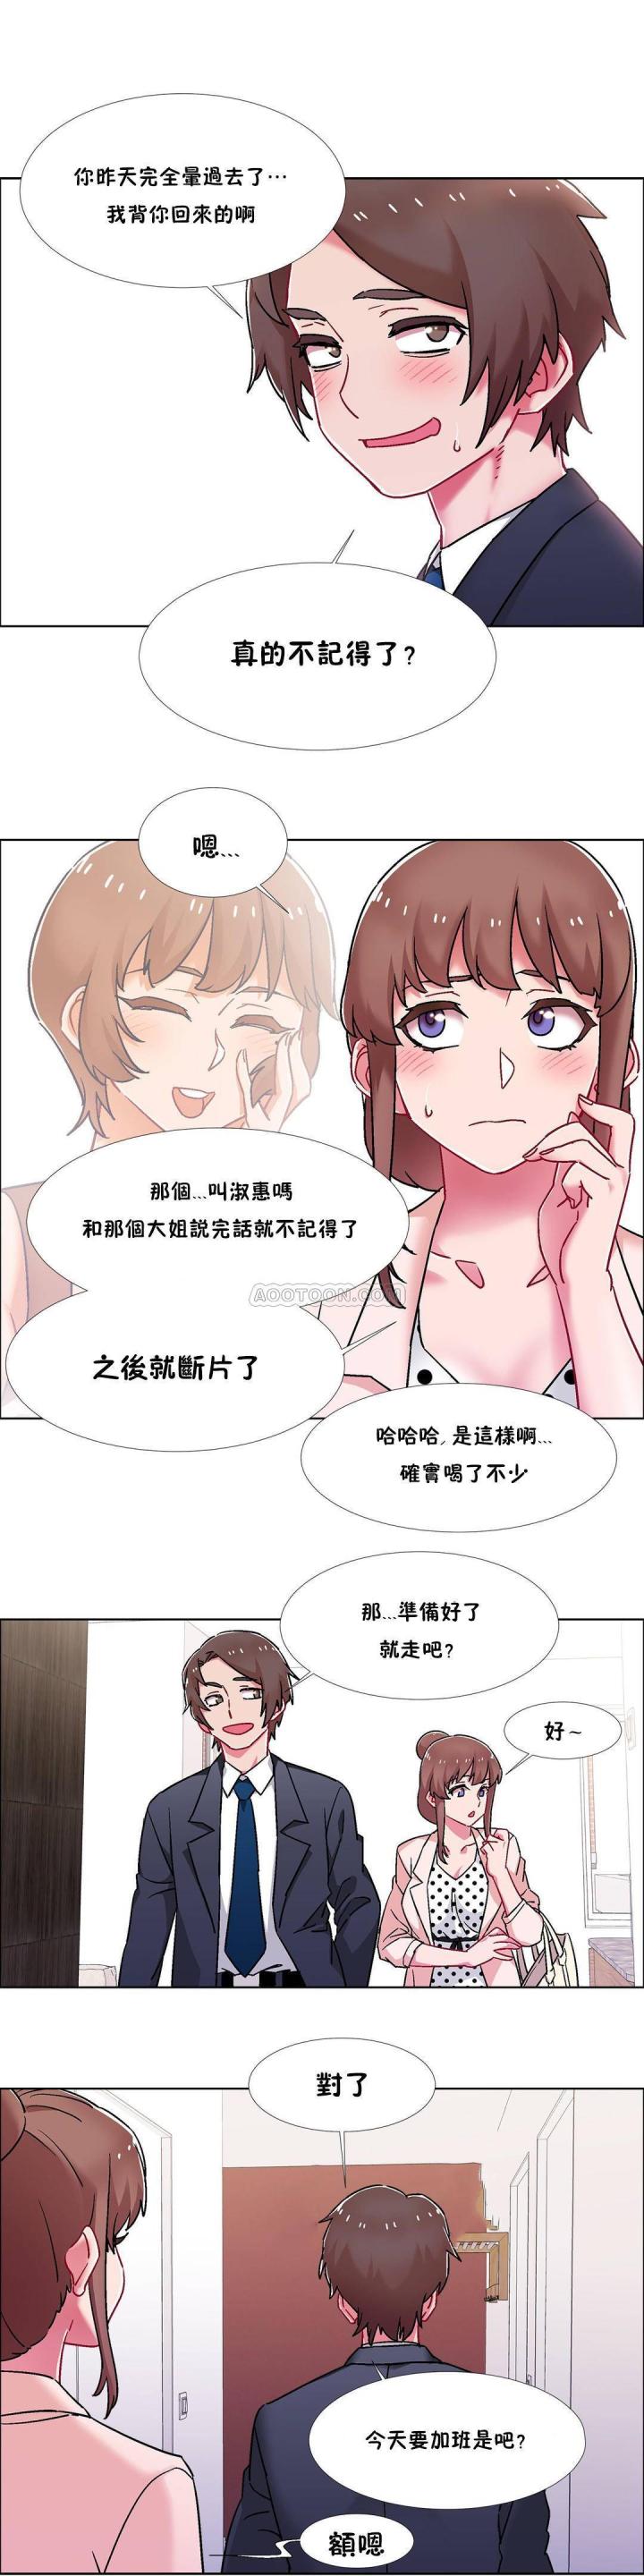 你昨天完全暈過去了…
我背你回來的啊
真的不記得了?
嗯...
那個...叫淑惠嗎
和那個大姐說完話就不記得了
AOOTOON.COM
之後就斷片了
哈哈哈, 是這樣啊...
確實喝了不少
那...準備好了
就走吧?
好~
對了
今天要加班是吧?
額嗯